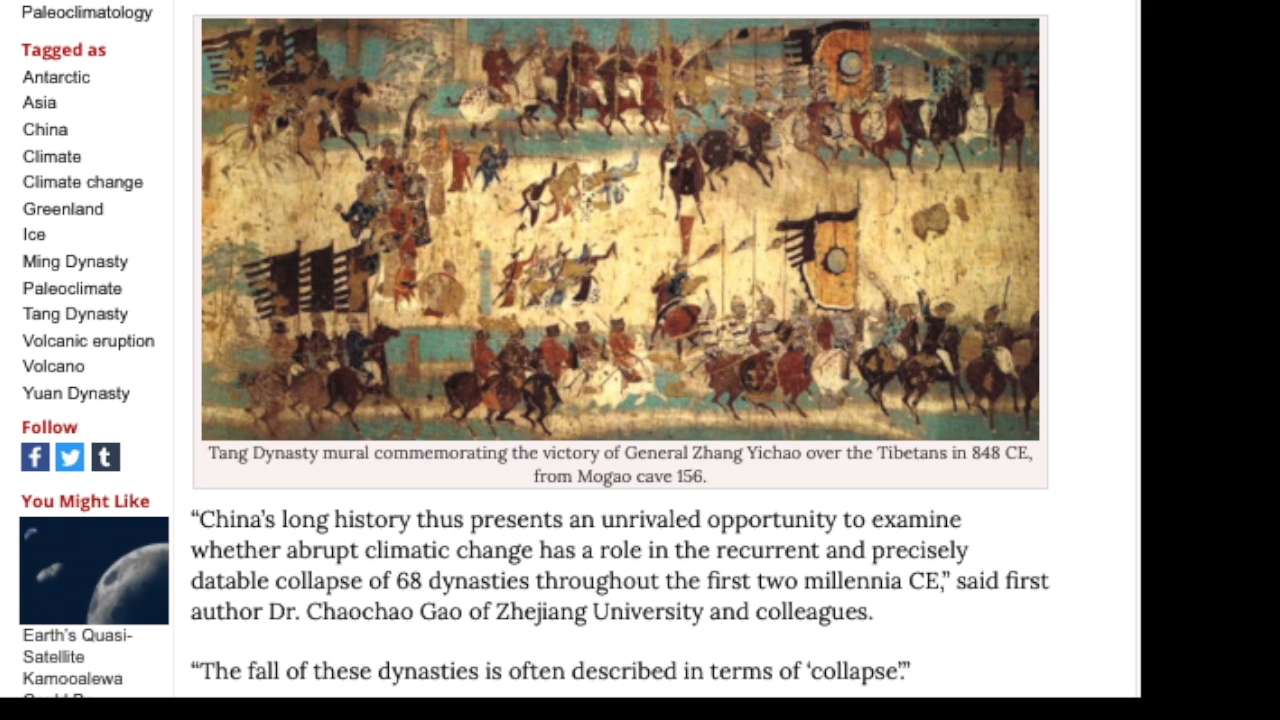 Paleoclimatology
Tagged as
Antarctic
Asia
China
Climate
Climate change
Greenland
Ice
Ming Dynasty
Paleoclimate
Tang Dynasty
Volcanic eruption
Volcano
Yuan Dynasty
Follow
f
t
You Might Like
Earth's Quasi-
Satellite
Kamooalewa
Tang Dynasty mural commemorating the victory of General Zhang Yichao over the Tibetans in 848 CE,
from Mogao cave 156.
“China’s long history thus presents an unrivaled opportunity to examine
whether abrupt climatic change has a role in the recurrent and precisely
datable collapse of 68 dynasties throughout the first two millennia CE,” said first
author Dr. Chaochao Gao of Zhejiang University and colleagues.
“The fall of these dynasties is often described in terms of ‘collapse’.”